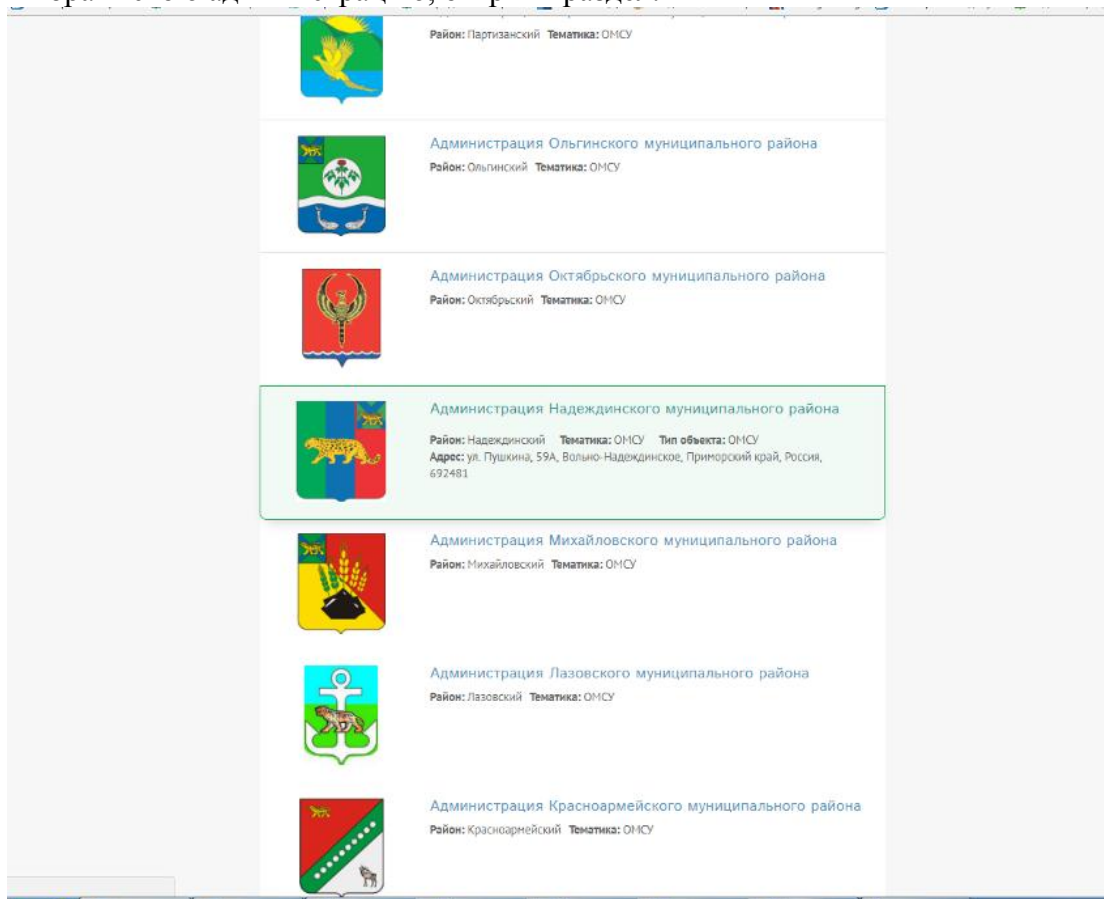 Район: Партизанский Тематика: ОМСУ
Администрация Ольгинского муниципального района
Район: Ольгинский Тематика: ОМСУ
Администрация Октябрьского муниципального района
Район: Октябрьский Тематика: ОМСУ
Администрация Надеждинского муниципального района
Район: Надеждинский Тематика: ОМСУ Тип объекта: ОМСУ
Адрес: ул. Пушкина, 59А, Вольно-Надеждинское, Приморский край, Россия,
692481
Администрация Михайловского муниципального района
Район: Михайловский Тематика: ОМСУ
Администрация Лазовского муниципального района
Район: Лазовский Тематика: ОМСУ
Администрация Красноармейского муниципального района
Район: Красноармейский Тематика: ОМСУ